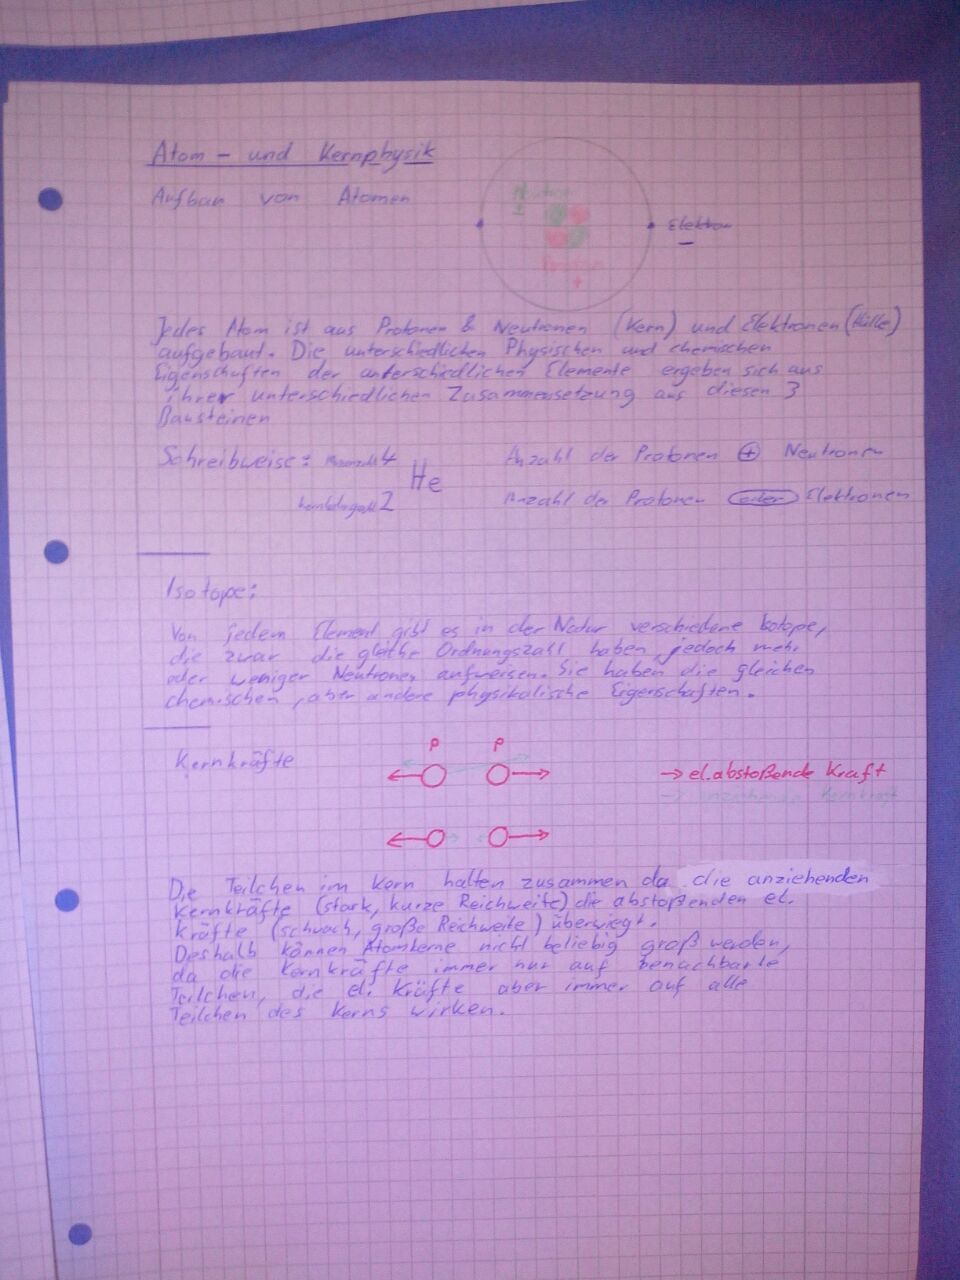 Atom - und Kernphysik
Aufbau von Atomen
Neutron
Elektron
-
Proton
+
Jedes Atom ist aus Protonen & Neutronen (Kern) und Elektronen (Hülle)
aufgebaut. Die unterschiedlichen Physischen und chemischen
Eigenschaften der unterschiedlichen Elemente ergeben sich aus
ihrer unterschiedlichen Zusammensetzung aus diesen 3
Bausteinen
Schreibweise: 4 He Anzahl der Protonen + Neutronen
2 Anzahl der Protonen oder Elektronen
Isotope:
Von jedem Element gibt es in der Natur verschiedene Isotope,
die zwar die gleiche Ordnungszahl haben, jedoch mehr
oder weniger Neutronen aufweisen. Sie haben die gleichen
chemischen, aber andere physikalische Eigenschaften.
Kernkräfte
P P
→ el. abstoßende Kraft
→ anziehende Kernkraft
Die Teilchen im Kern halten zusammen da die anziehenden
Kernkräfte (stark, kurze Reichweite) die abstoßenden el.
Kräfte (schwach, große Reichweite) überwiegt.
Deshalb können Atomkerne nicht beliebig groß werden,
da die Kernkräfte immer nur auf benachbarte
Teilchen, die el. Kräfte aber immer auf alle
Teilchen des Kerns wirken.